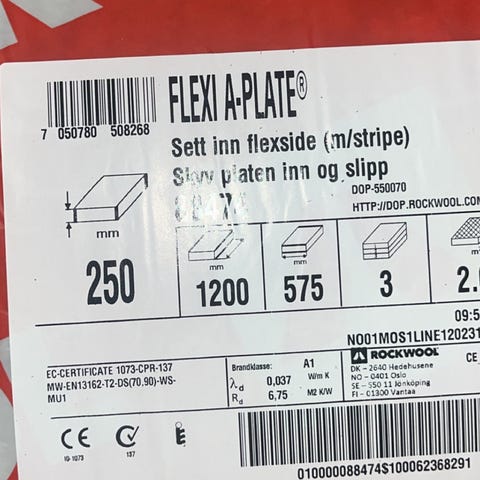 FLEXI A-PLATE®
7 050780 508268
Sett inn flexside (m/stripe)
Skyv platen inn og slipp
DOP-550070
HTTP://DOP.ROCKWOOL.COM
mm
mm
mm
250
1200
575
3
2.
09:5
NO01MOS1LINE120231
EC-CERTIFICATE 1073-CPR-137
MW-EN13162-T2-DS(70,90)-WS-
MU1
Brandklasse: A1
λd 0,037 W/m K
Rd 6,75 M2 K/W
ROCKWOOL
DK - 2640 Hedehusene
NO - 0401 Oslo
SE - 550 11 Jönköping
FI - 01300 Vantaa
CE
CE
10-1073
137
E
010000088474$100062368291